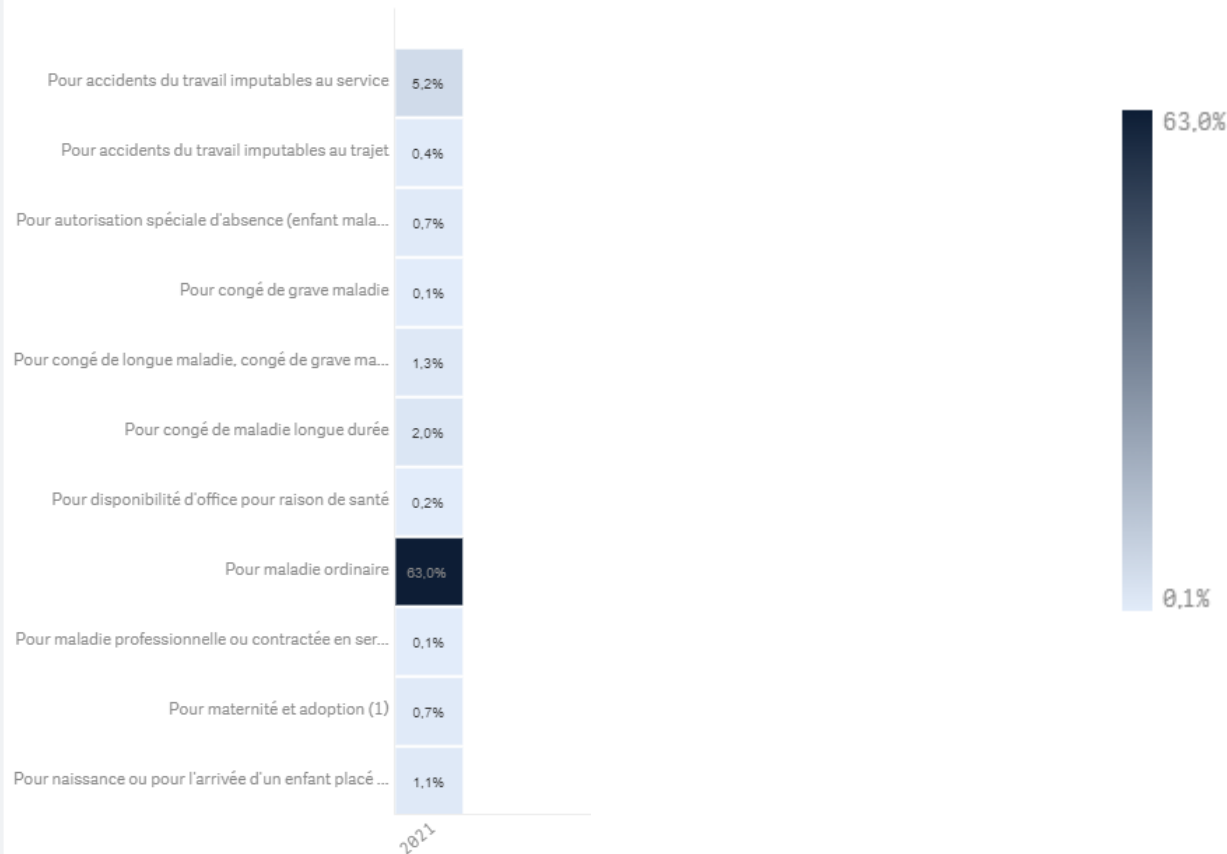 Pour accidents du travail imputables au service
5,2%
Pour accidents du travail imputables au trajet
0,4%
Pour autorisation spéciale d'absence (enfant mala...
0,7%
Pour congé de grave maladie
0,1%
Pour congé de longue maladie, congé de grave ma...
1,3%
Pour congé de maladie longue durée
2,0%
Pour disponibilité d'office pour raison de santé
0,2%
Pour maladie ordinaire
63,0%
Pour maladie professionnelle ou contractée en ser...
0,1%
Pour maternité et adoption (1)
0,7%
Pour naissance ou pour l'arrivée d'un enfant placé ...
1,1%
2021
63,0%
0,1%